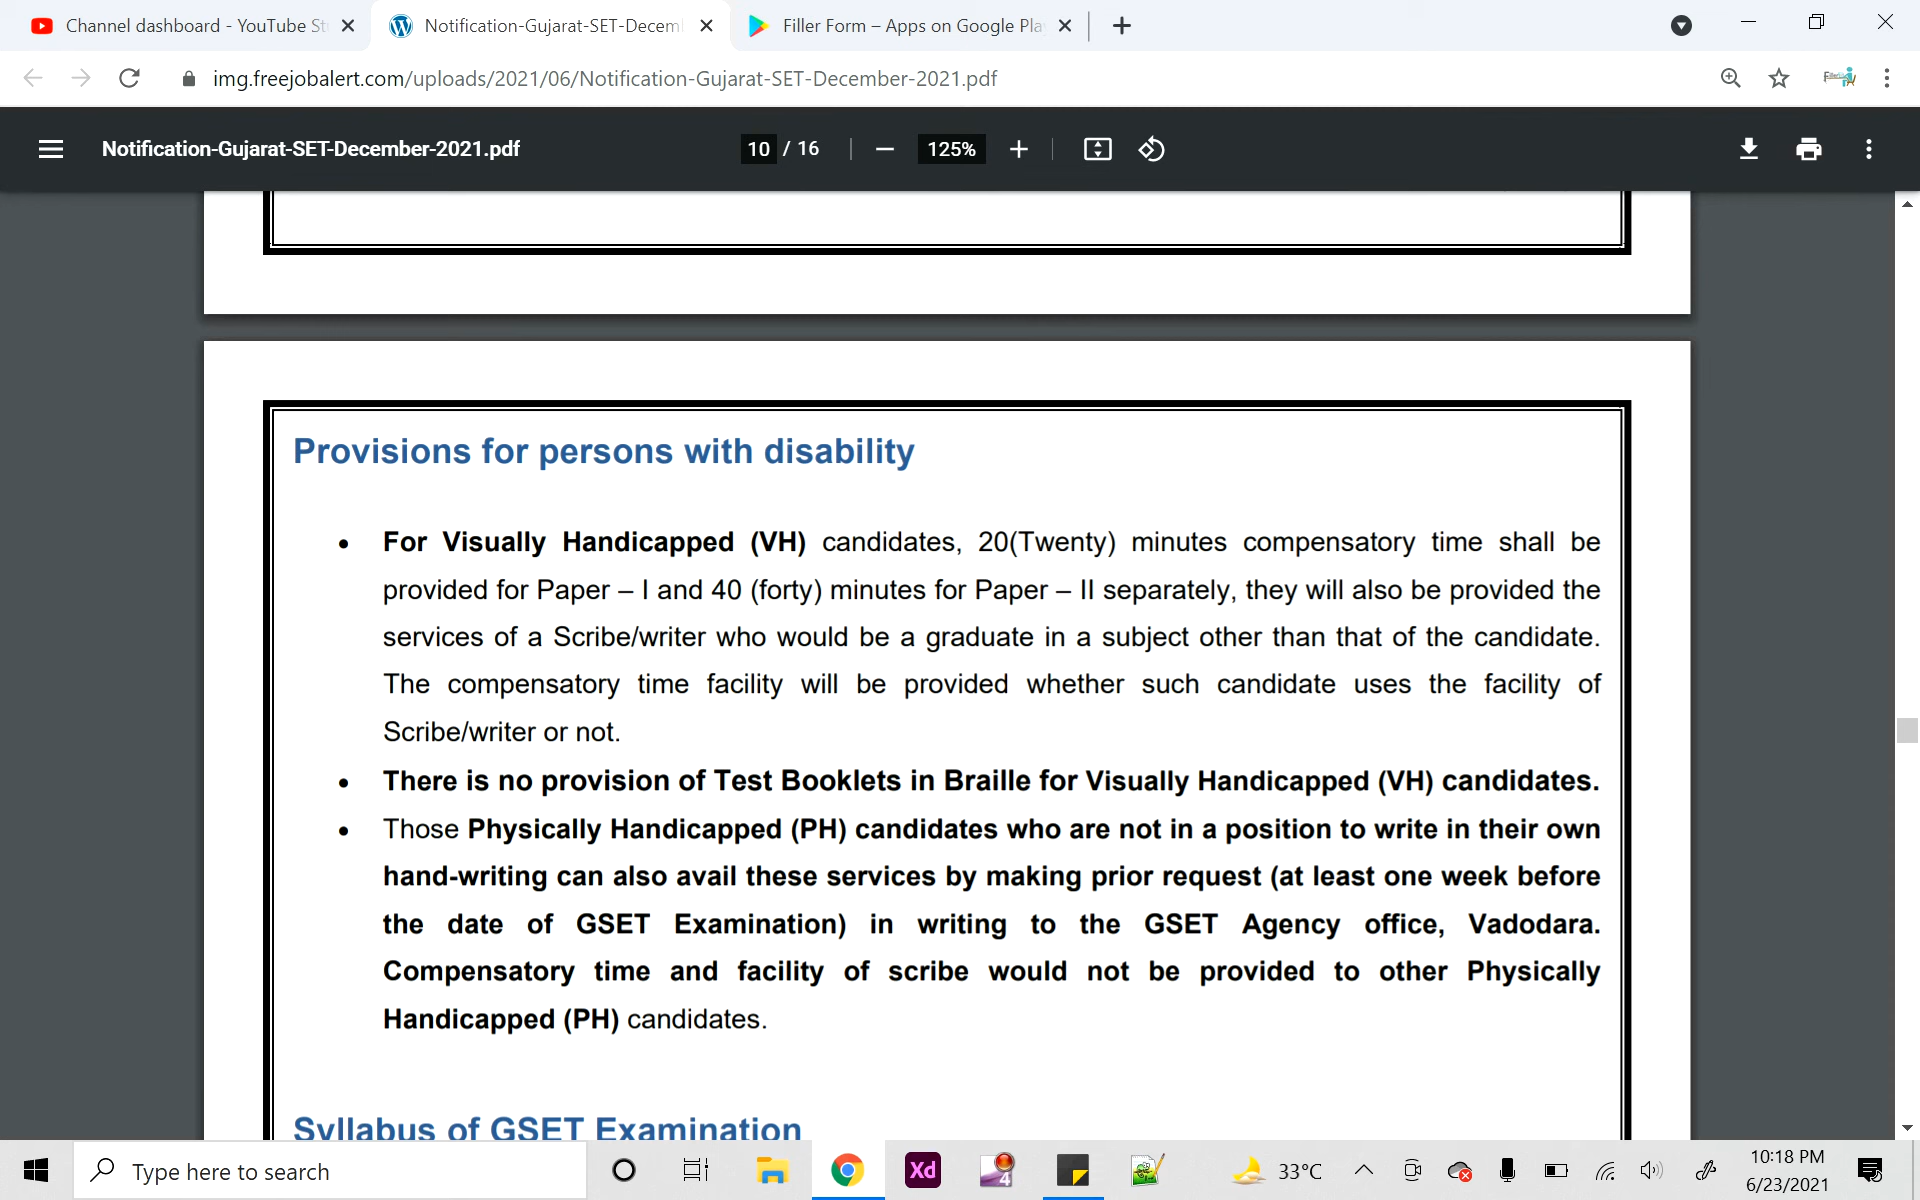 Channel dashboard - YouTube St
Notification-Gujarat-SET-Decem
Filler Form – Apps on Google Pla
img.freejobalert.com/uploads/2021/06/Notification-Gujarat-SET-December-2021.pdf
Notification-Gujarat-SET-December-2021.pdf
10 / 16
125%
Provisions for persons with disability
• For Visually Handicapped (VH) candidates, 20(Twenty) minutes compensatory time shall be
provided for Paper – I and 40 (forty) minutes for Paper – II separately, they will also be provided the
services of a Scribe/writer who would be a graduate in a subject other than that of the candidate.
The compensatory time facility will be provided whether such candidate uses the facility of
Scribe/writer or not.
• There is no provision of Test Booklets in Braille for Visually Handicapped (VH) candidates.
• Those Physically Handicapped (PH) candidates who are not in a position to write in their own
hand-writing can also avail these services by making prior request (at least one week before
the date of GSET Examination) in writing to the GSET Agency office, Vadodara.
Compensatory time and facility of scribe would not be provided to other Physically
Handicapped (PH) candidates.
Syllabus of GSET Examination
Type here to search
Xd
4
33°C
10:18 PM
6/23/2021